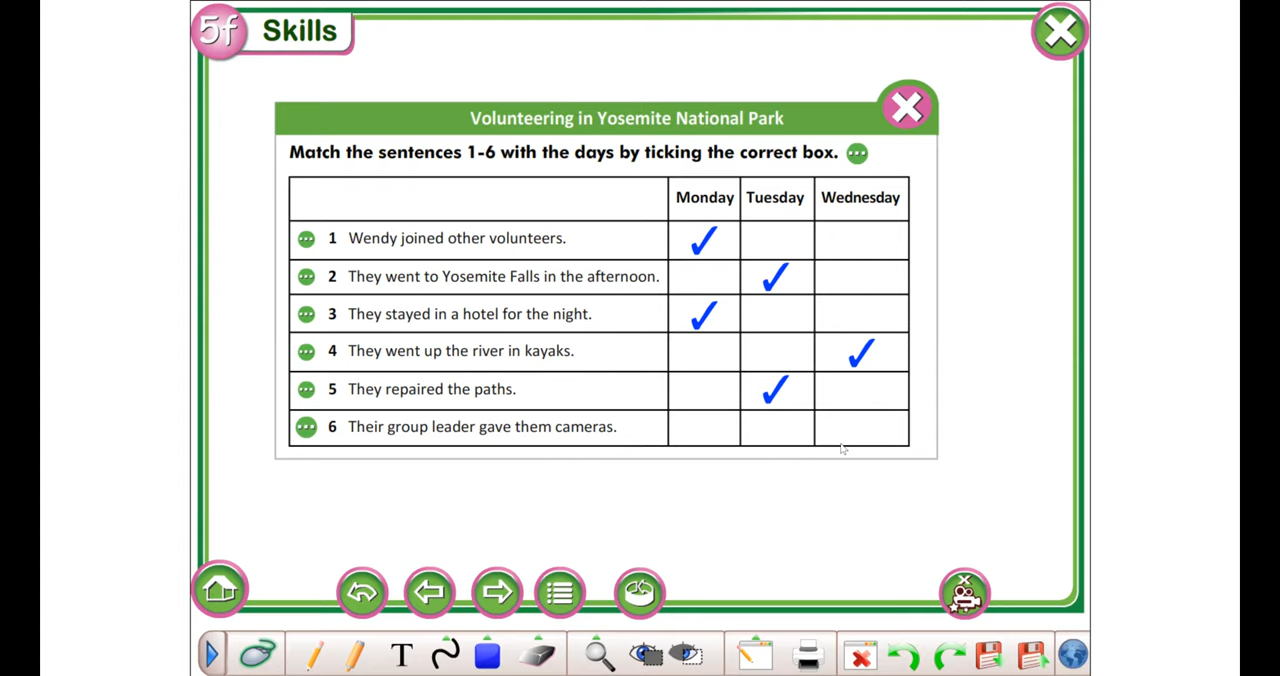 5f Skills
Volunteering in Yosemite National Park
Match the sentences 1-6 with the days by ticking the correct box.
Monday Tuesday Wednesday
1 Wendy joined other volunteers.
2 They went to Yosemite Falls in the afternoon.
3 They stayed in a hotel for the night.
4 They went up the river in kayaks.
5 They repaired the paths.
6 Their group leader gave them cameras.
T